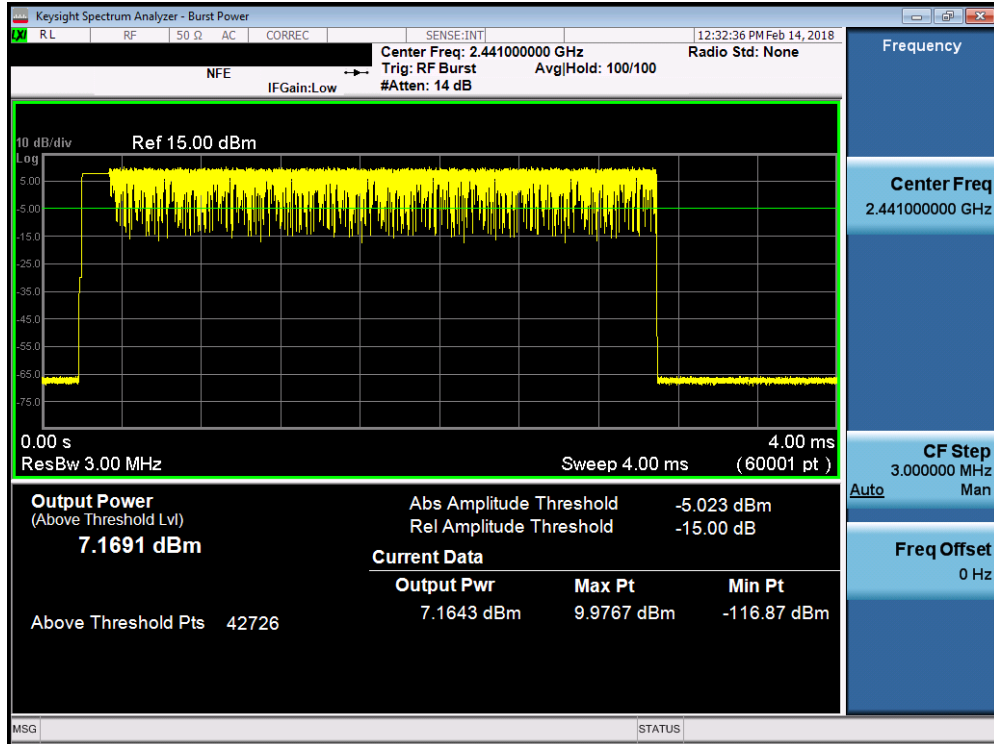 Keysight Spectrum Analyzer - Burst Power
LXI RL RF 50 Ω AC CORREC SENSE:INT 12:32:36 PM Feb 14, 2018
Center Freq: 2.441000000 GHz Radio Std: None
NFE Trig: RF Burst Avg|Hold: 100/100
IFGain:Low #Atten: 14 dB
10 dB/div Ref 15.00 dBm
Log
5.00
-5.00
-15.0
-25.0
-35.0
-45.0
-55.0
-65.0
-75.0
0.00 s 4.00 ms
ResBw 3.00 MHz Sweep 4.00 ms (60001 pt)
Output Power
(Above Threshold Lvl)
7.1691 dBm
Above Threshold Pts 42726
Abs Amplitude Threshold -5.023 dBm
Rel Amplitude Threshold -15.00 dB
Current Data
Output Pwr Max Pt Min Pt
7.1643 dBm 9.9767 dBm -116.87 dBm
Frequency
Center Freq
2.441000000 GHz
CF Step
3.000000 MHz
Auto Man
Freq Offset
0 Hz
MSG STATUS